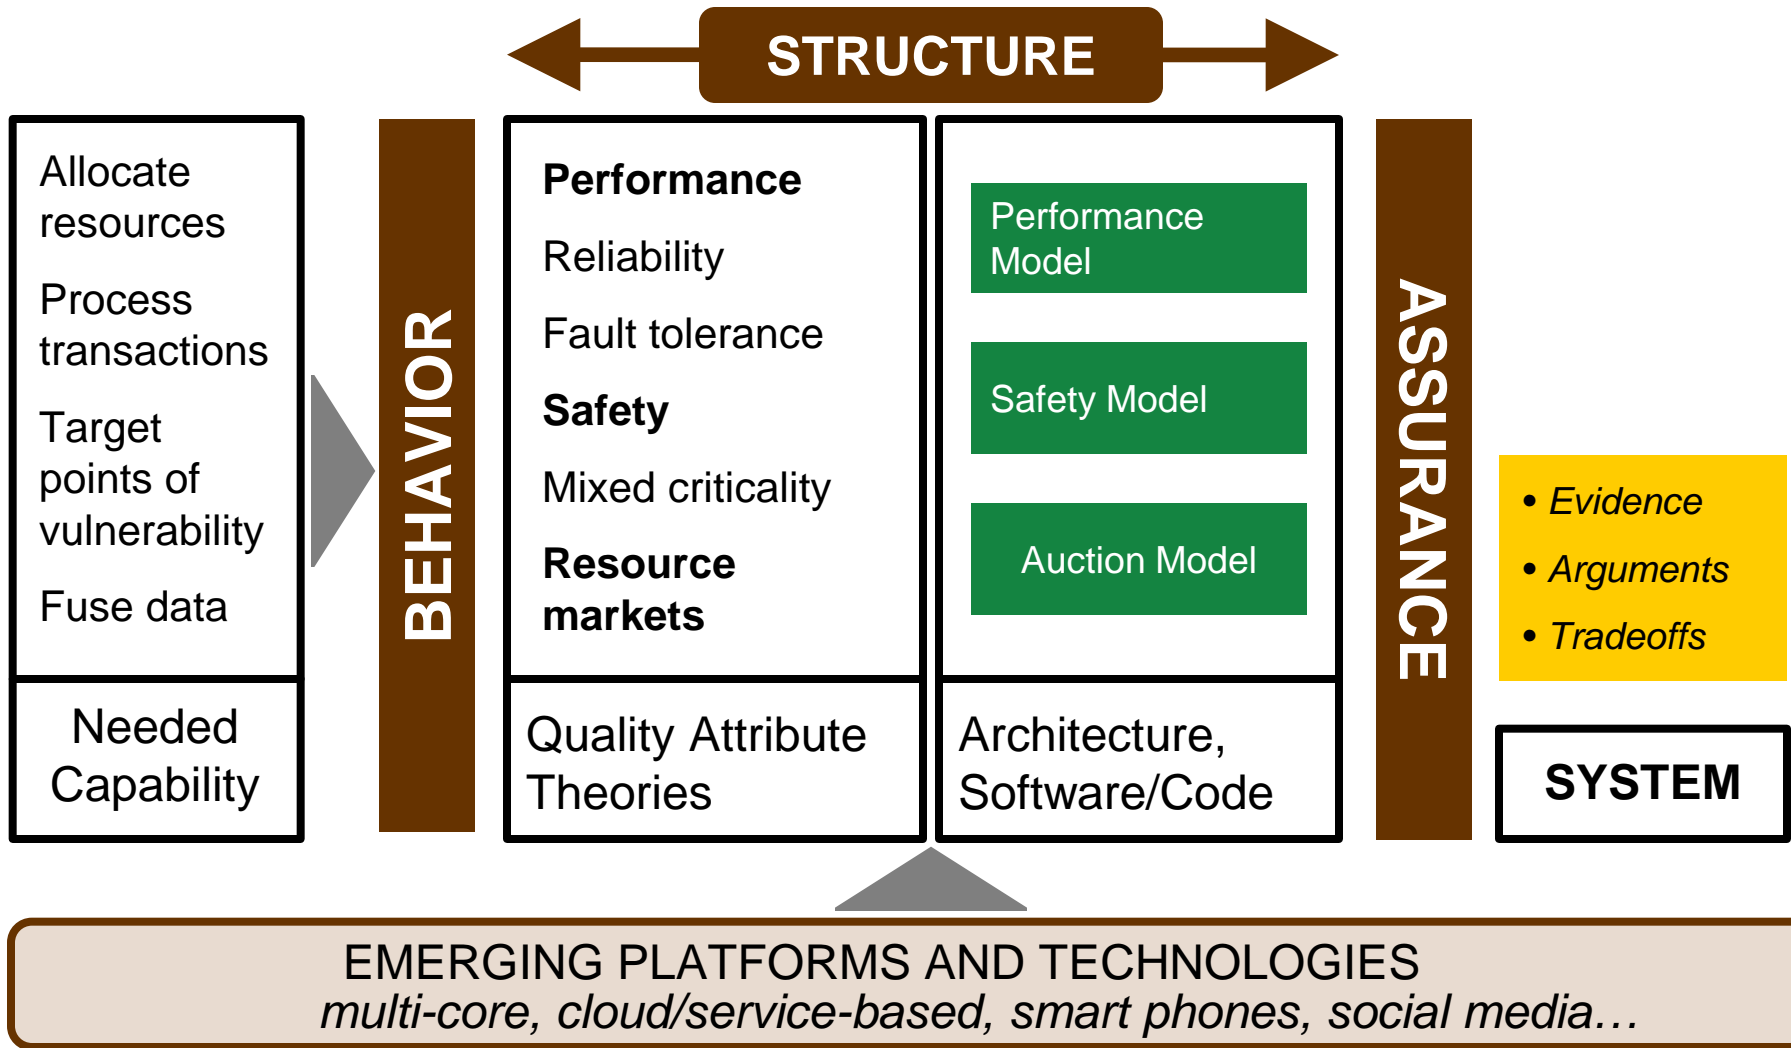 STRUCTURE
Allocate
resources
Process
transactions
Target
points of
vulnerability
Fuse data
Needed
Capability
BEHAVIOR
Performance
Reliability
Fault tolerance
Safety
Mixed criticality
Resource
markets
Quality Attribute
Theories
Performance
Model
Safety Model
Auction Model
Architecture,
Software/Code
ASSURANCE
• Evidence
• Arguments
• Tradeoffs
SYSTEM
EMERGING PLATFORMS AND TECHNOLOGIES
multi-core, cloud/service-based, smart phones, social media…